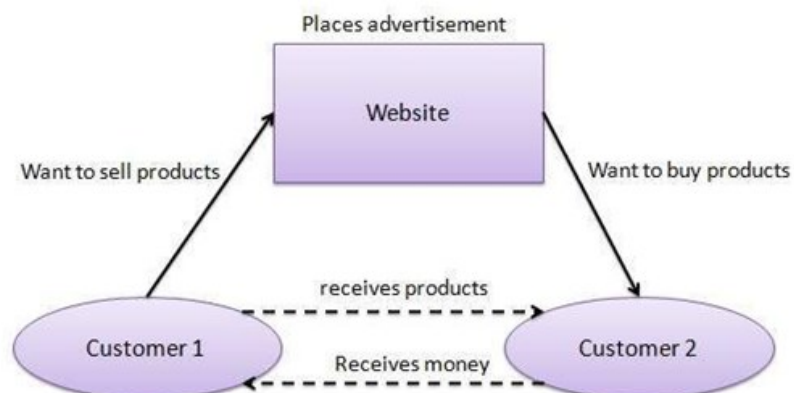 Places advertisement
Website
Want to sell products
Want to buy products
receives products
Customer 1
Customer 2
Receives money